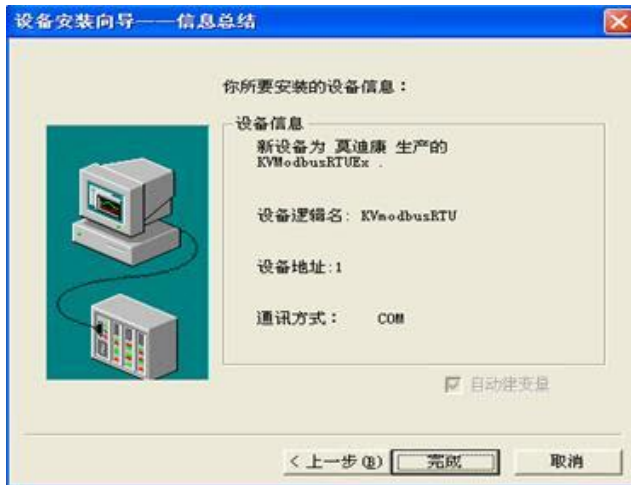 设备安装向导——信息总结
你所要安装的设备信息：
设备信息
新设备为 莫迪康 生产的
KVModbusRTUEx .
设备逻辑名: KVmodbusRTU
设备地址:1
通讯方式： COM
自动建变量
< 上一步(B)
完成
取消